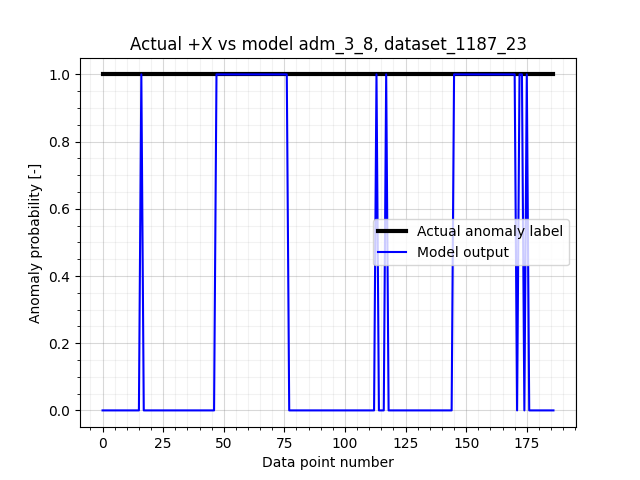 Actual +X vs model adm_3_8, dataset_1187_23
Anomaly probability [-]
1.0
0.8
0.6
0.4
0.2
0.0
Actual anomaly label
Model output
0 25 50 75 100 125 150 175
Data point number